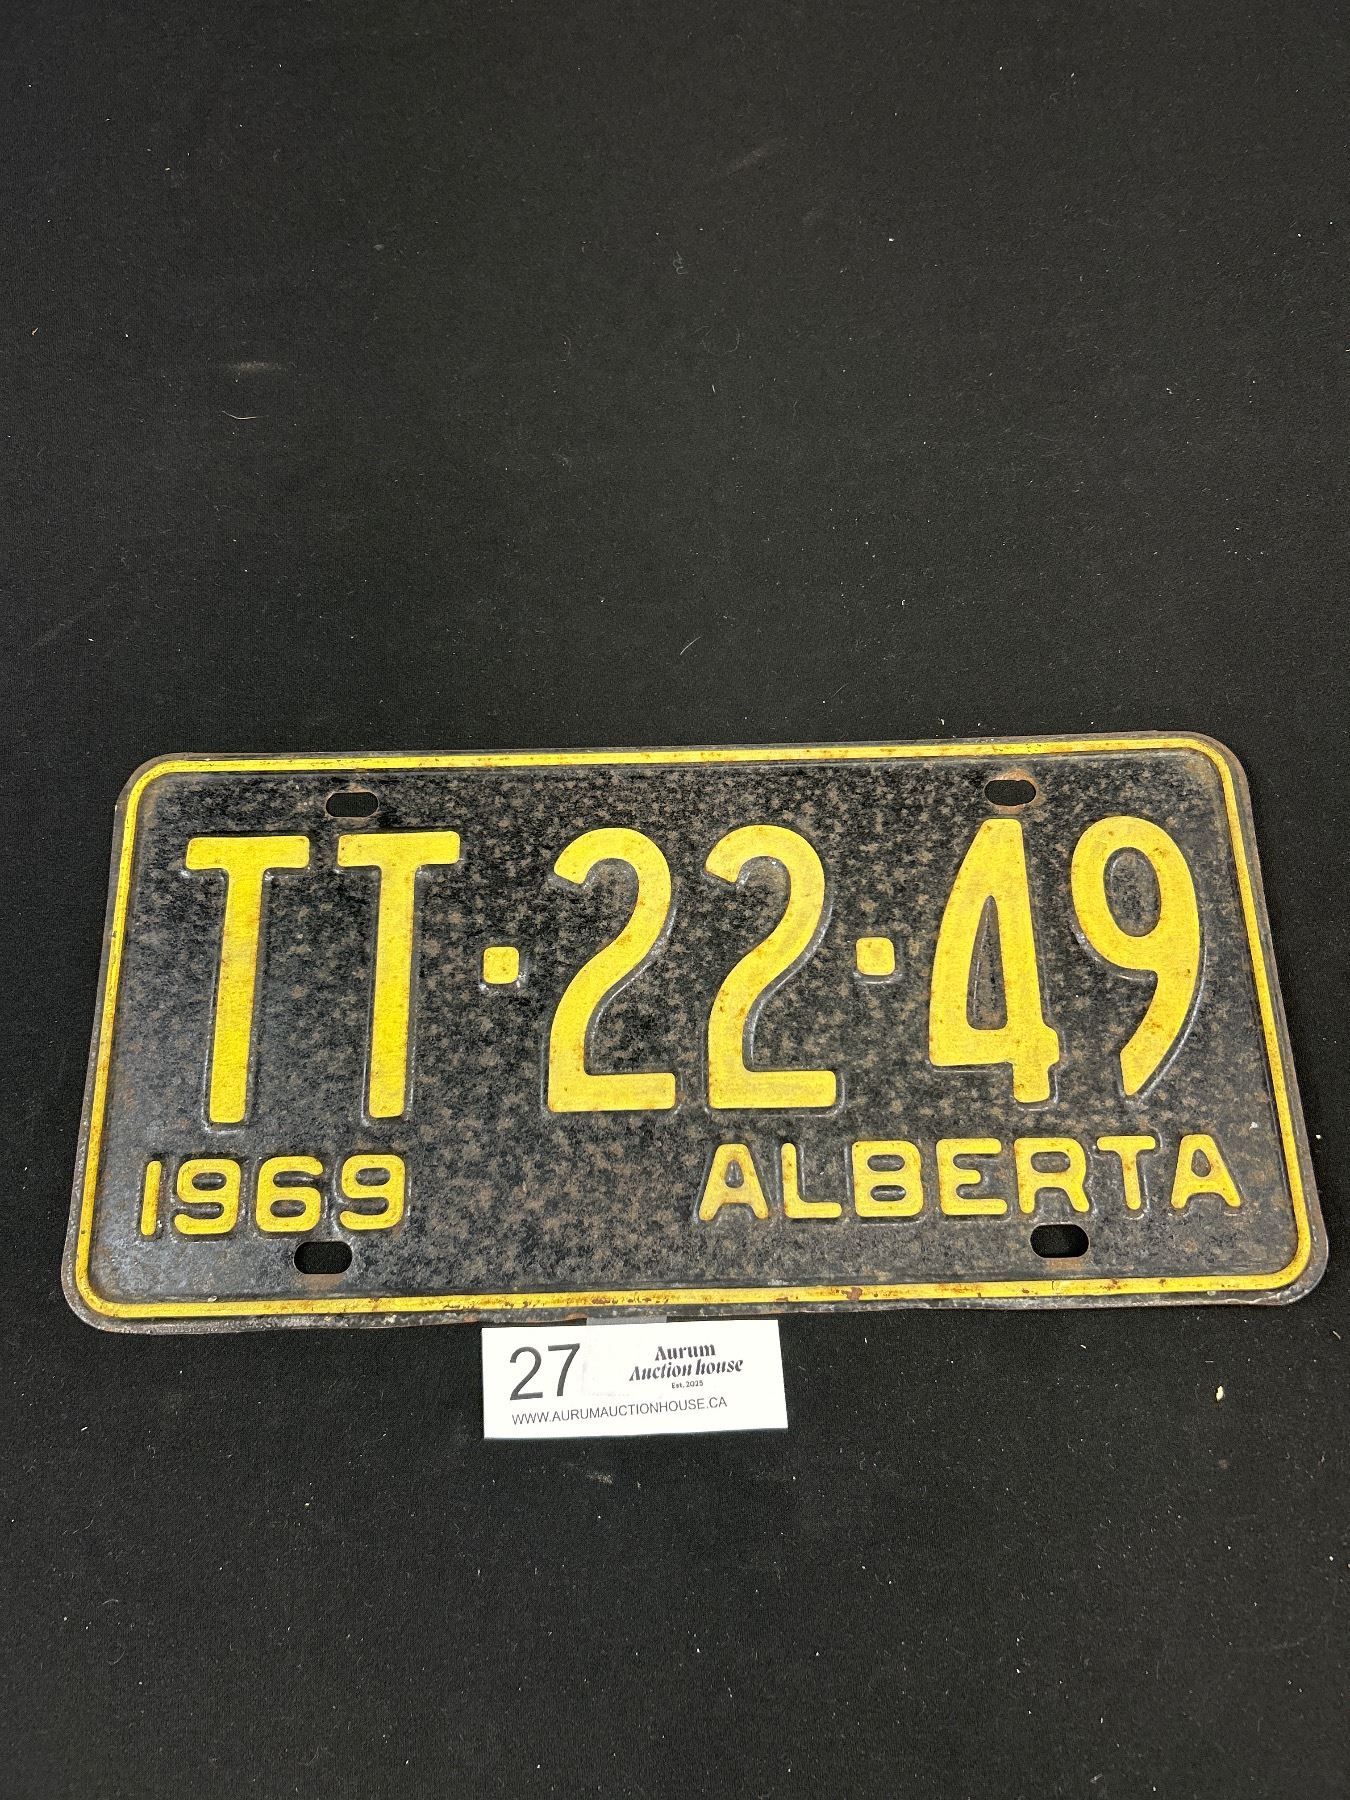 TT·22·49
1969 ALBERTA
27 Aurum
Auction house
Est. 2025
WWW.AURUMAUCTIONHOUSE.CA